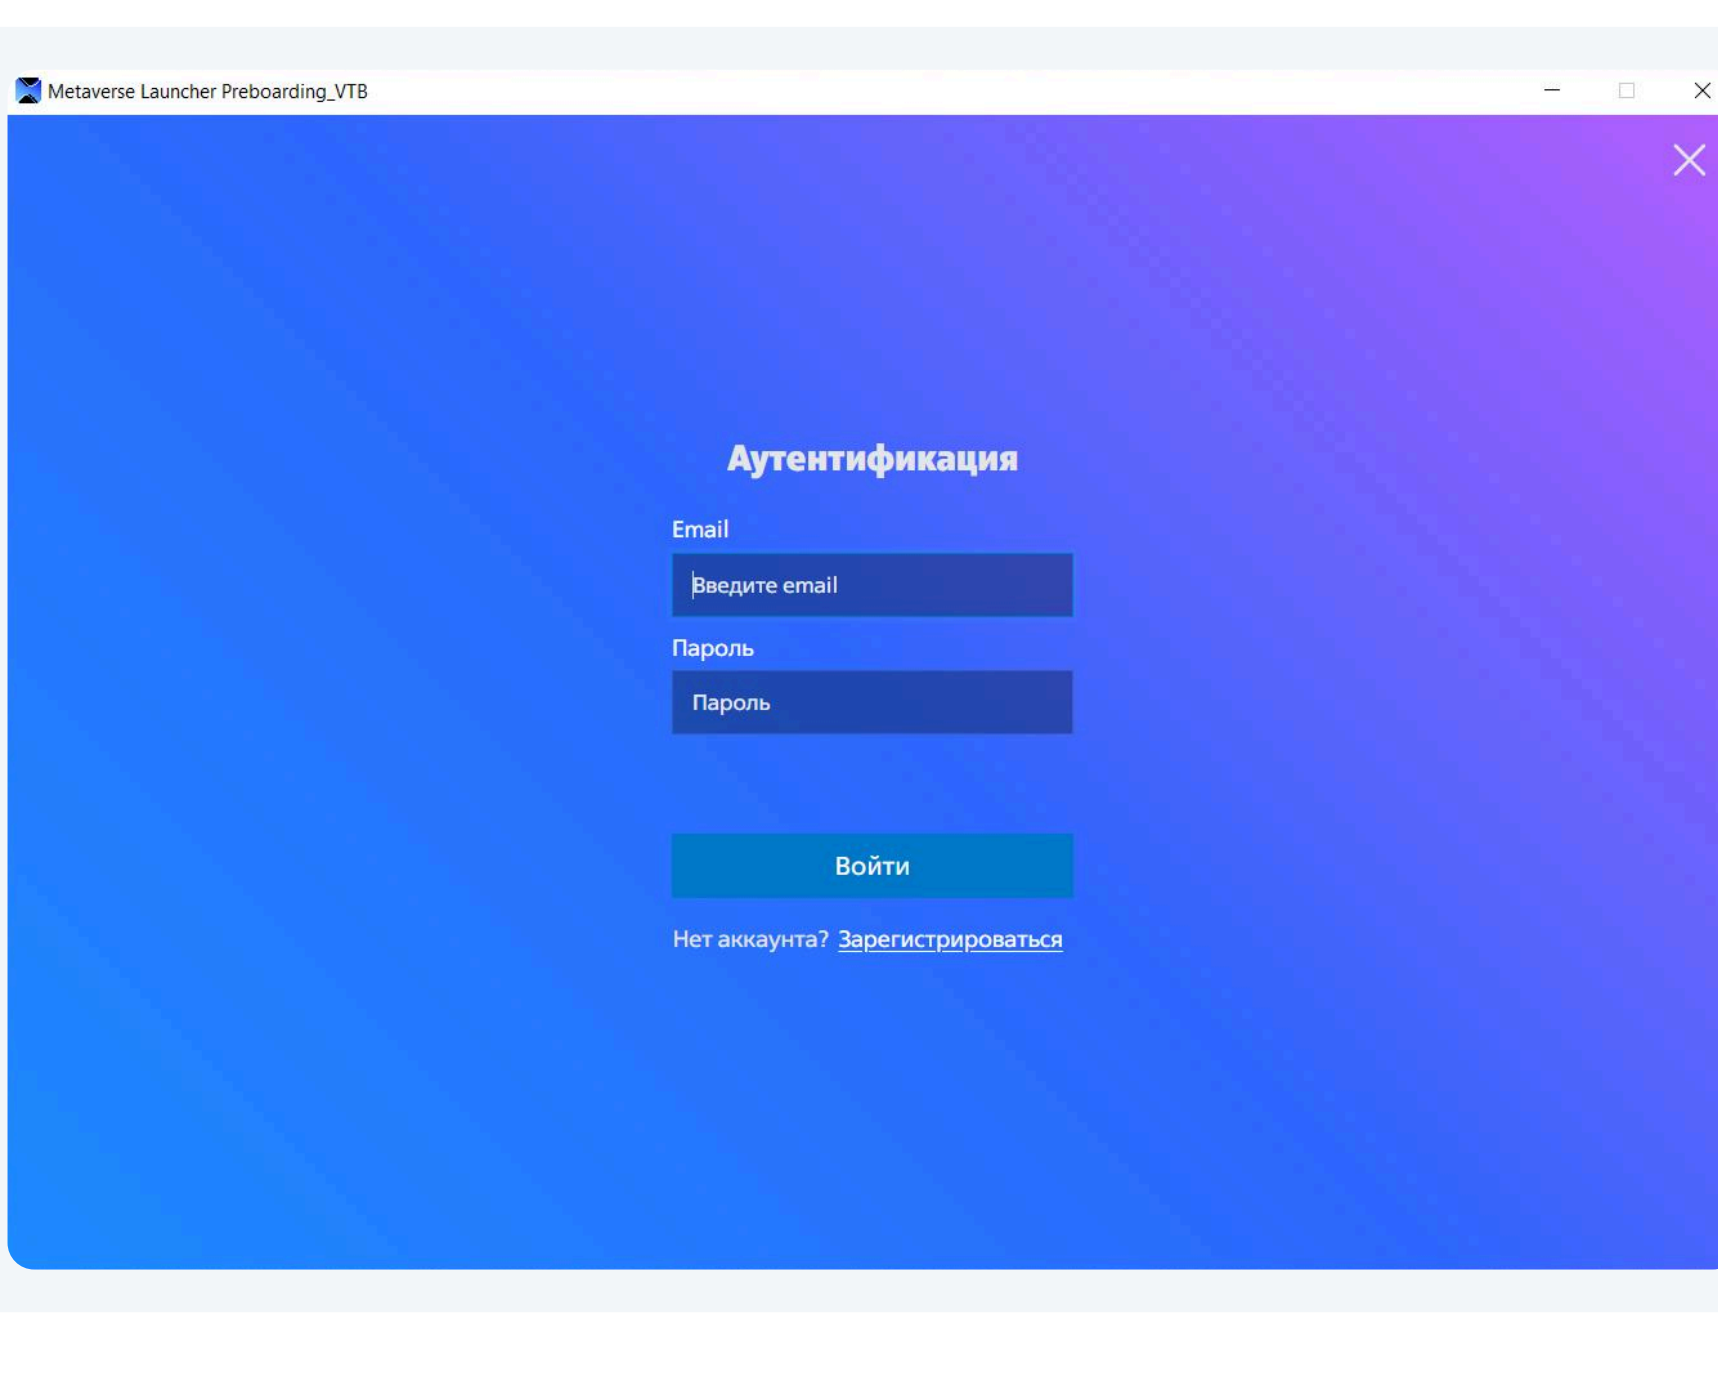 Metaverse Launcher Preboarding_VTB
Аутентификация
Email
Введите email
Пароль
Пароль
Войти
Нет аккаунта? Зарегистрироваться